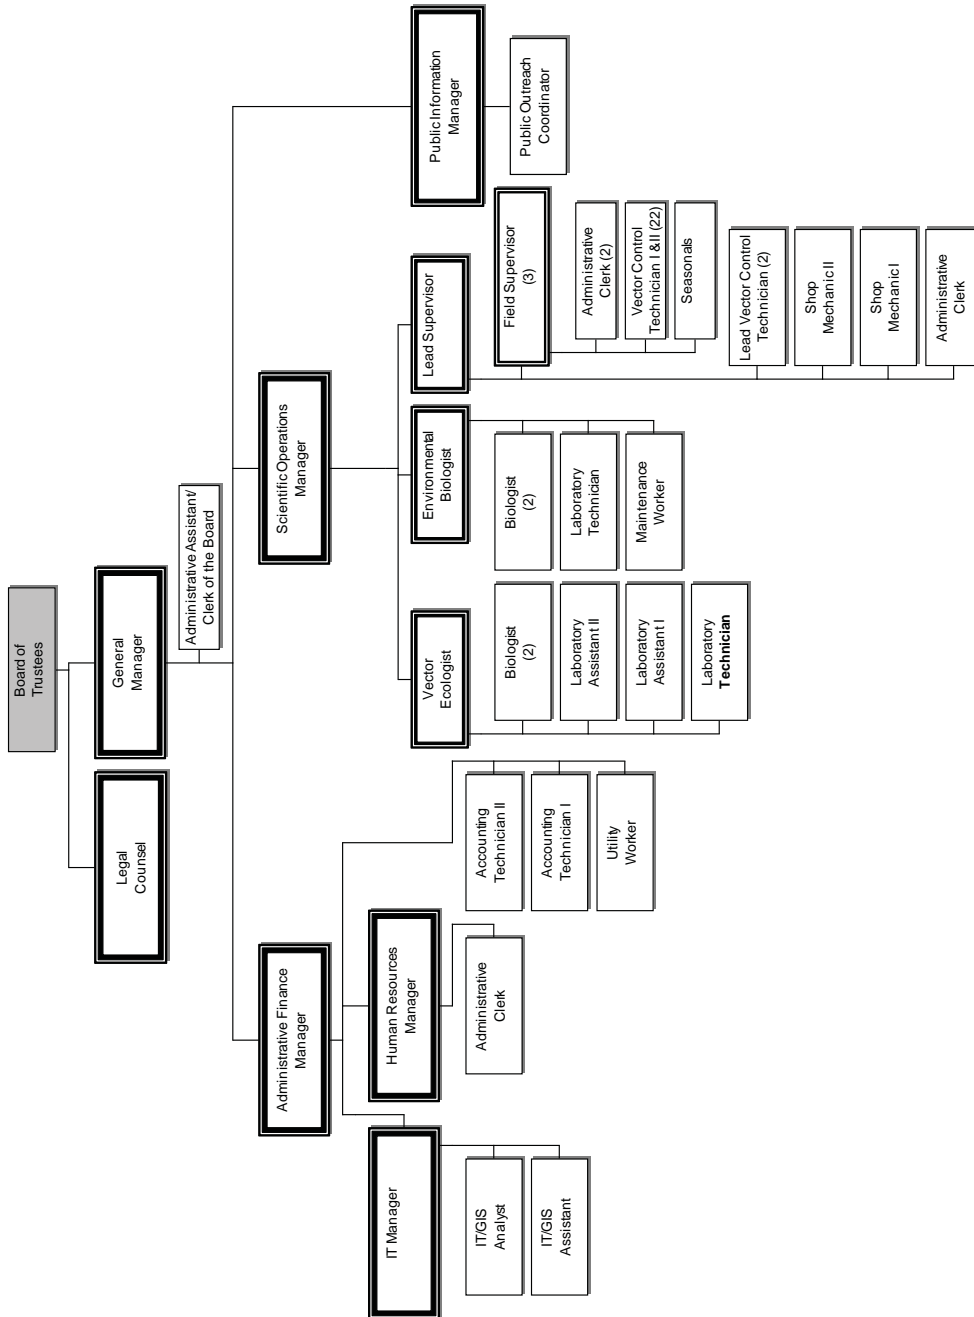 Board of
Trustees
Legal
Counsel
General
Manager
Administrative Assistant/
Clerk of the Board
Administrative Finance
Manager
Scientific Operations
Manager
Public Information
Manager
IT Manager
Human Resources
Manager
Accounting
Technician II
Accounting
Technician I
Utility
Worker
IT/GIS
Analyst
IT/GIS
Assistant
Administrative
Clerk
Vector
Ecologist
Biologist
(2)
Laboratory
Assistant II
Laboratory
Assistant I
Laboratory
Technician
Environmental
Biologist
Biologist
(2)
Laboratory
Technician
Maintenance
Worker
Lead Supervisor
Field Supervisor
(3)
Administrative
Clerk (2)
Vector Control
Technician I &II (22)
Seasonals
Lead Vector Control
Technician (2)
Shop
Mechanic II
Shop
Mechanic I
Administrative
Clerk
Public Outreach
Coordinator